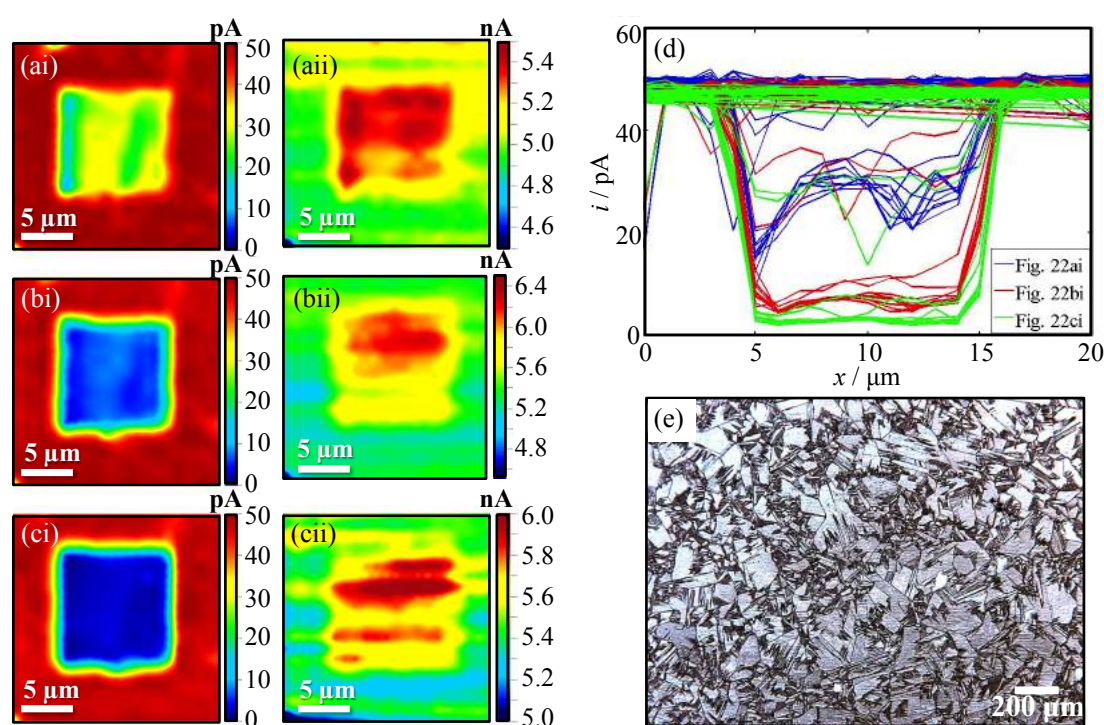 pA
(ai)
50
40
30
20
10
0
5 µm
nA
(aii)
5.4
5.2
5.0
4.8
4.6
5 µm
pA
(bi)
50
40
30
20
10
0
5 µm
nA
(bii)
6.4
6.0
5.6
5.2
4.8
5 µm
pA
(ci)
50
40
30
20
10
0
5 µm
nA
(cii)
6.0
5.8
5.6
5.4
5.2
5.0
5 µm
(d)
60
40
20
0
i / pA
Fig. 22ai
Fig. 22bi
Fig. 22ci
0 5 10 15 20
x / µm
(e)
200 µm